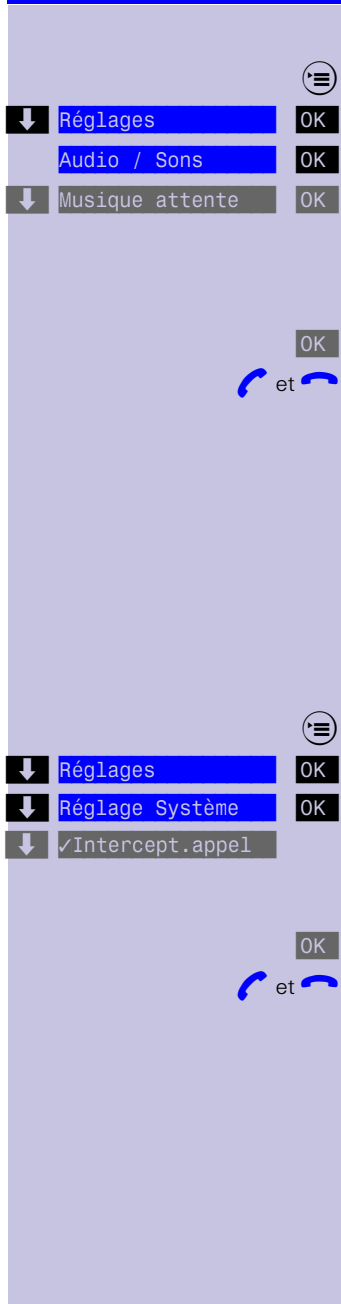 Réglages OK
Audio / Sons OK
Musique attente OK
OK
et
Réglages OK
Réglage Système OK
✓Intercept.appel
OK
et